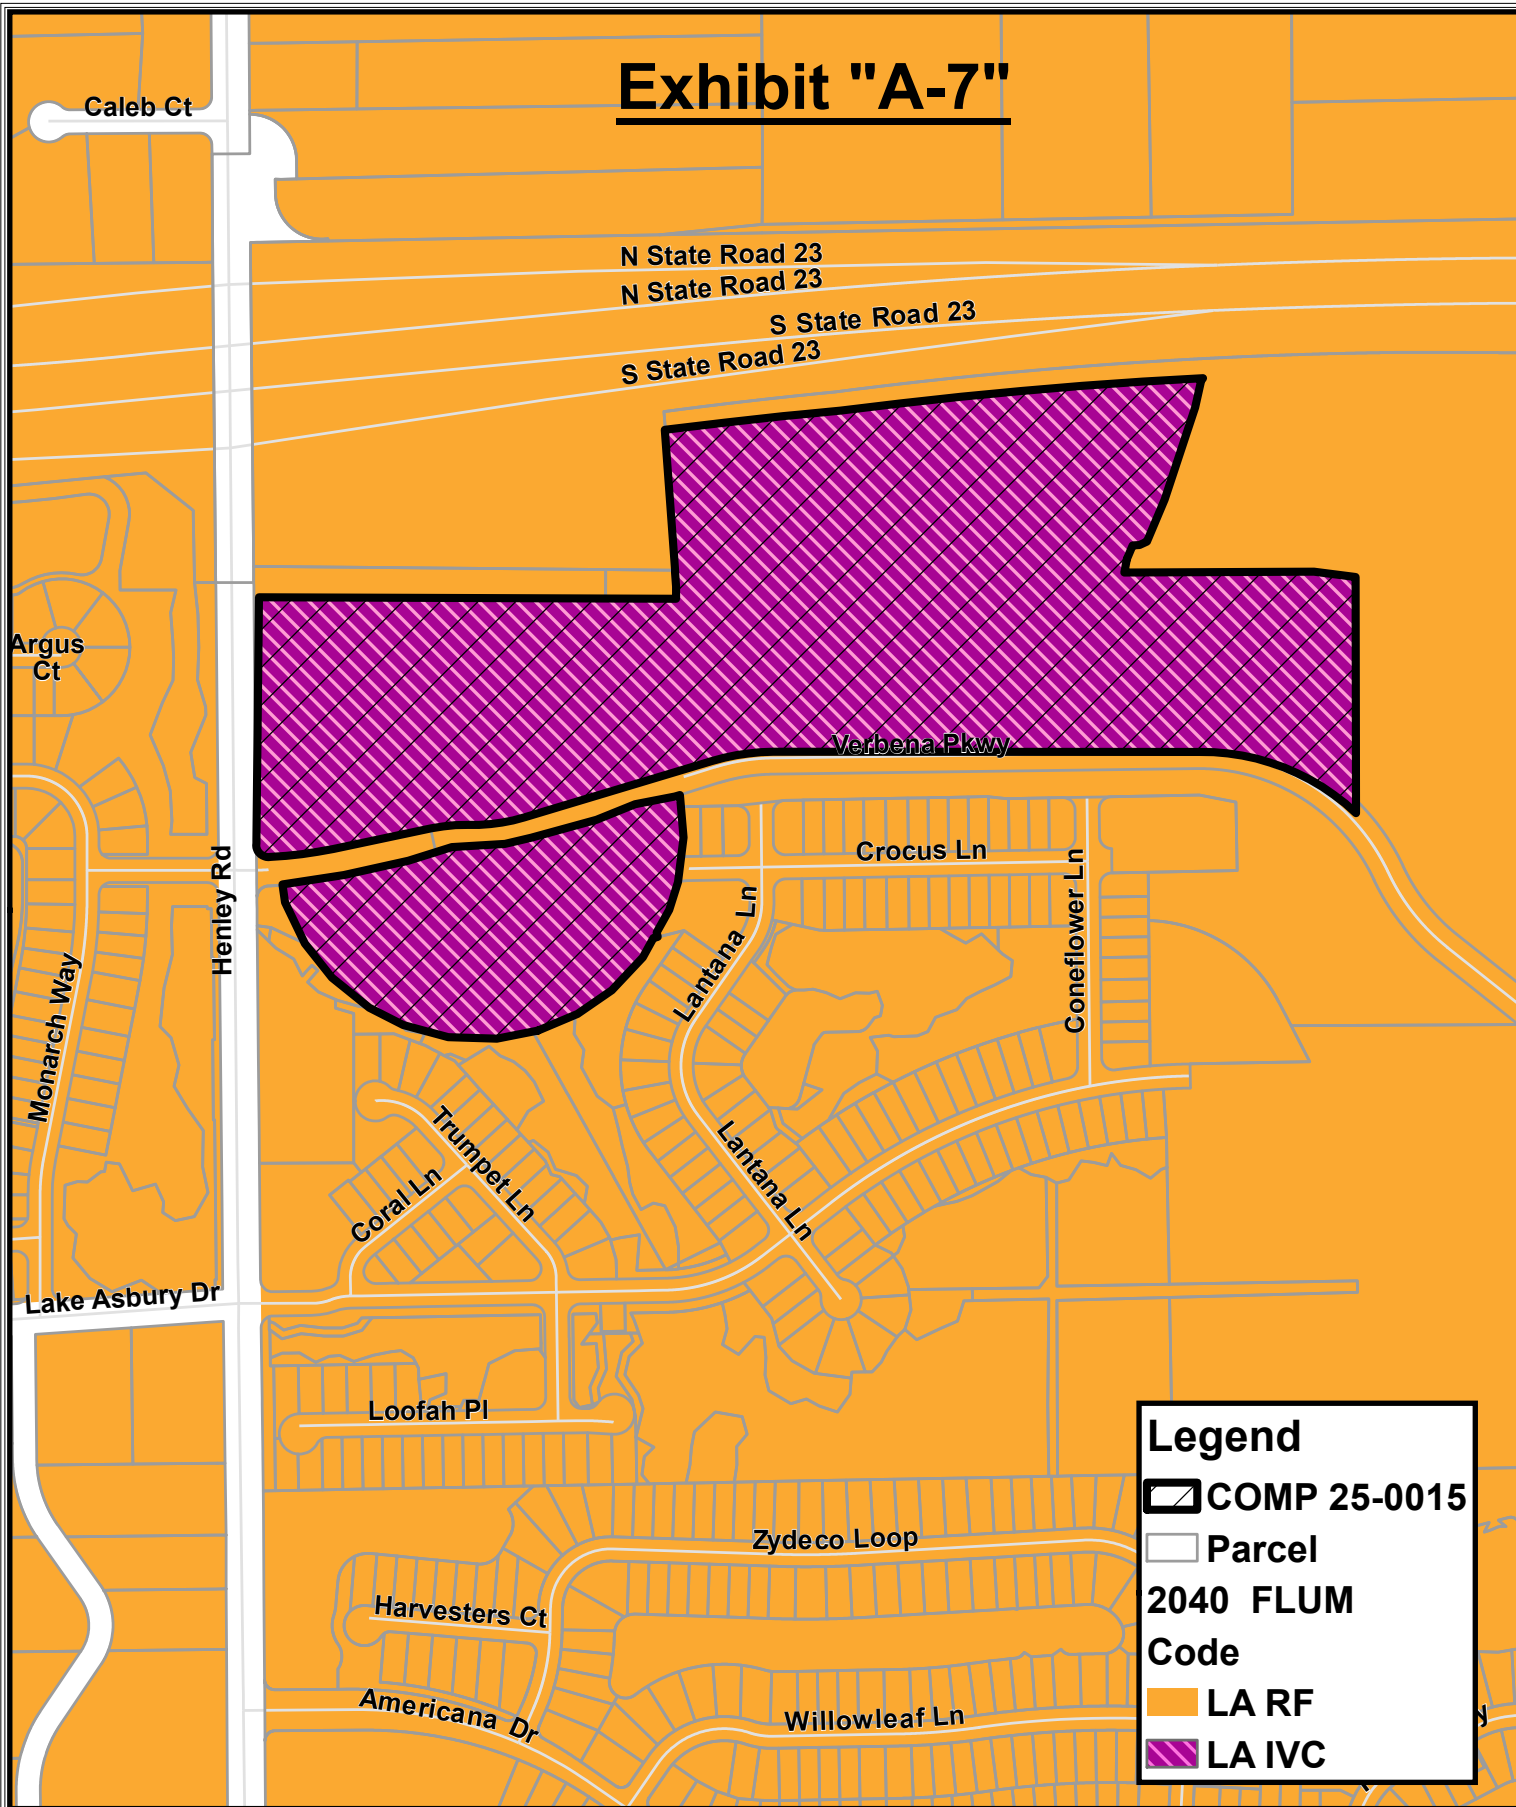 Exhibit "A-7"
Caleb Ct
N State Road 23
N State Road 23
S State Road 23
S State Road 23
Argus
Ct
Verbena Pkwy
Henley Rd
Crocus Ln
Lantana Ln
Coneflower Ln
Monarch Way
Trumpet Ln
Lantana Ln
Coral Ln
Lake Asbury Dr
Loofah Pl
Zydeco Loop
Harvesters Ct
Americana Dr
Willowleaf Ln
Legend
COMP 25-0015
Parcel
2040 FLUM
Code
LA RF
LA IVC